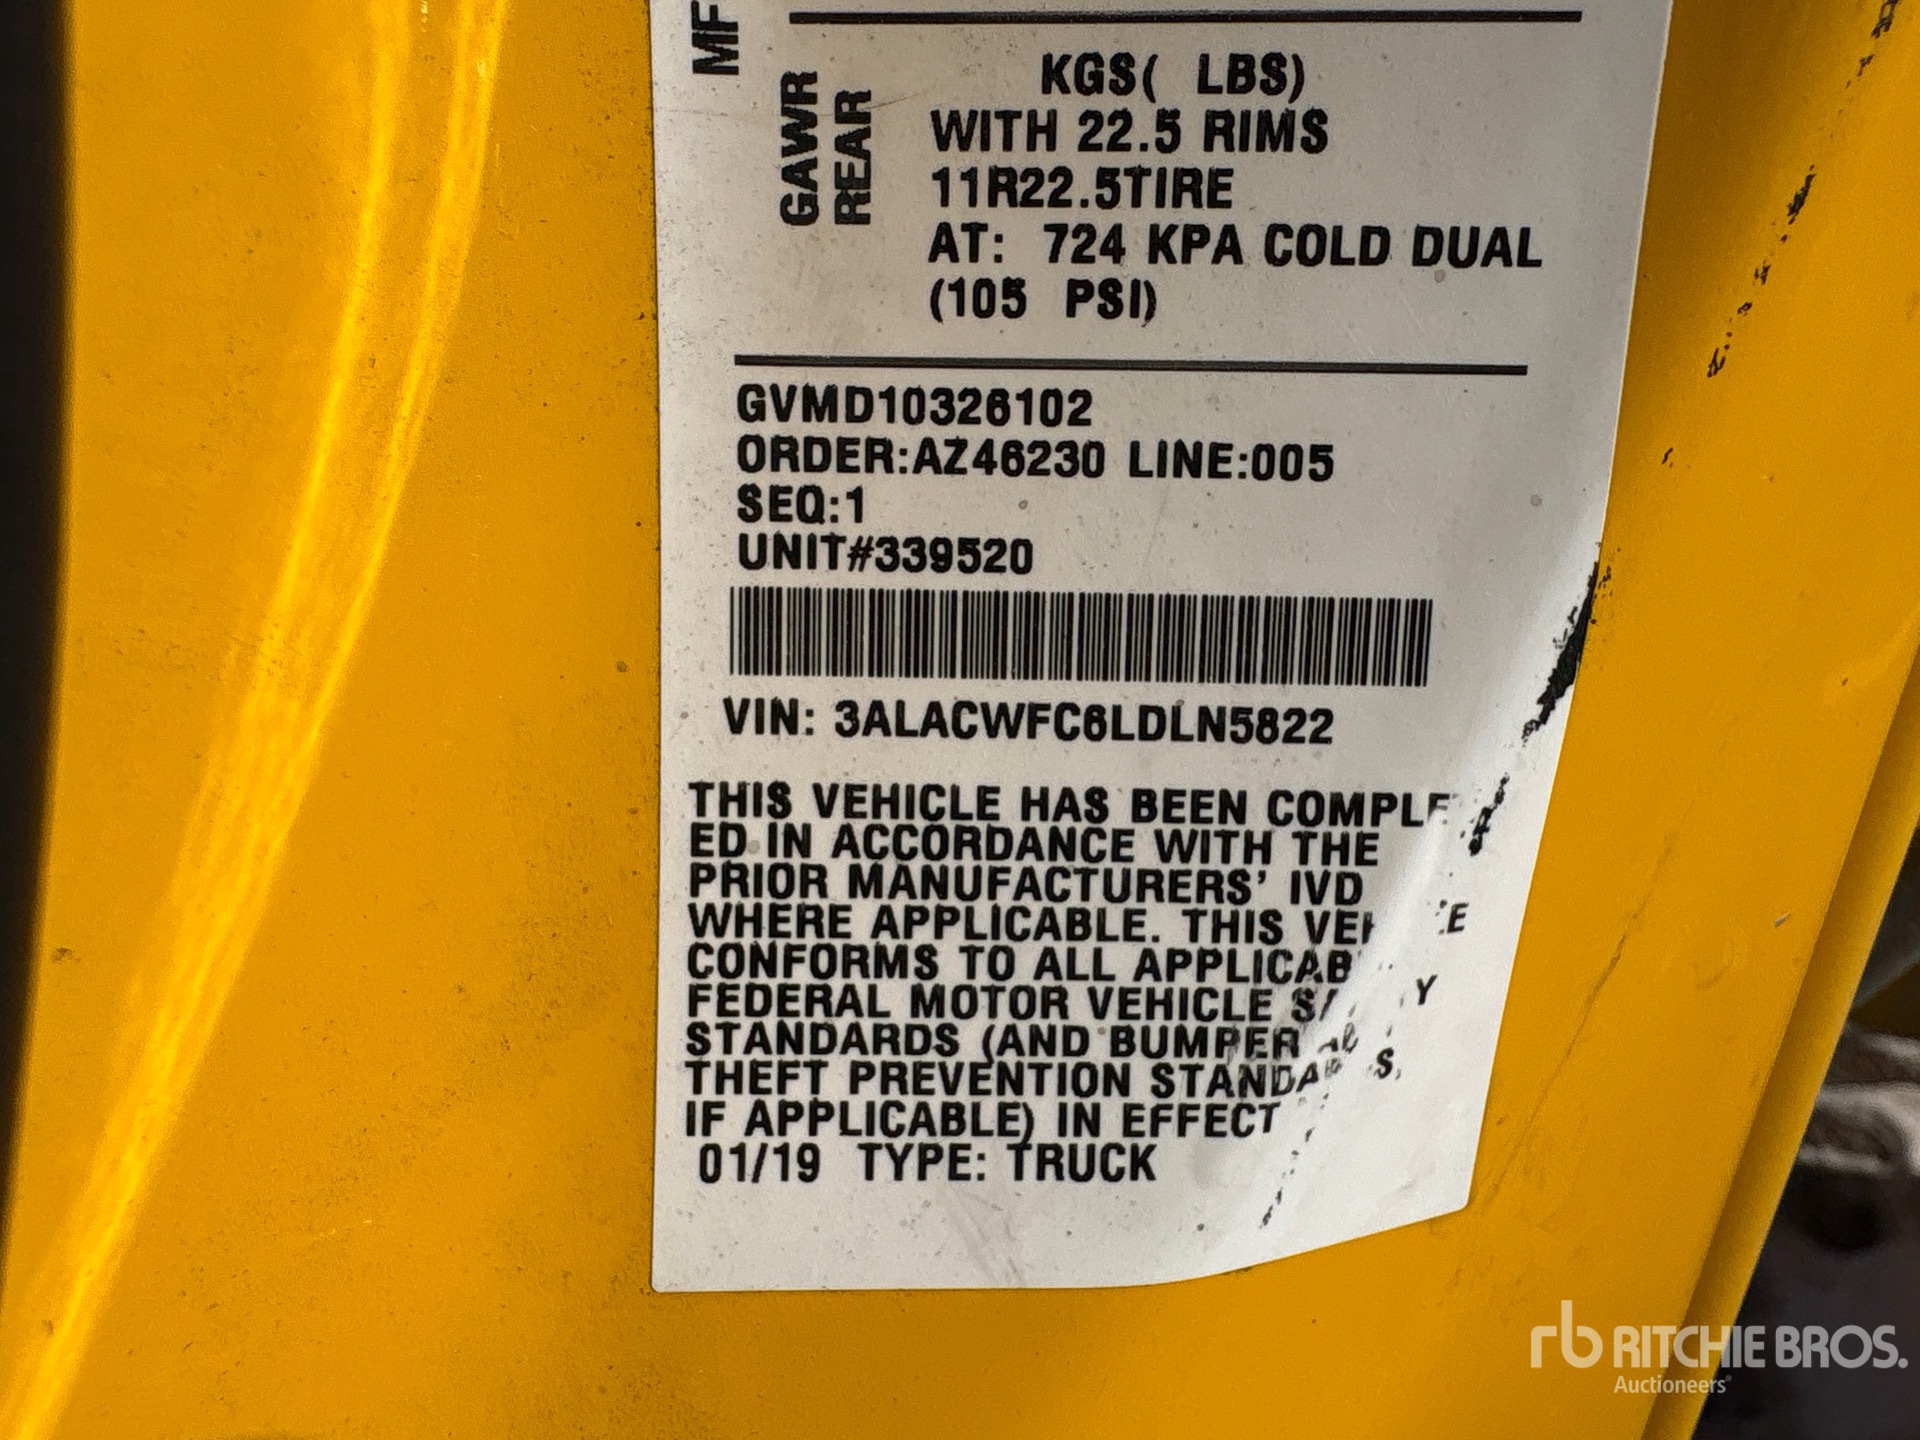 MF
GAWR
REAR
KGS( LBS)
WITH 22.5 RIMS
11R22.5TIRE
AT: 724 KPA COLD DUAL
(105 PSI)
GVMD10326102
ORDER:AZ46230 LINE:005
SEQ:1
UNIT#339520
VIN: 3ALACWFC6LDLN5822
THIS VEHICLE HAS BEEN COMPLE
ED IN ACCORDANCE WITH THE
PRIOR MANUFACTURERS' IVD
WHERE APPLICABLE. THIS
CONFORMS TO ALL
FEDERAL MOTOR VEHICLE
STANDARDS (AND BUMPER
THEFT PREVENTION
IF APPLICABLE) IN EFFECT
01/19 TYPE: TRUCK
rb RITCHIE BROS.
Auctioneers